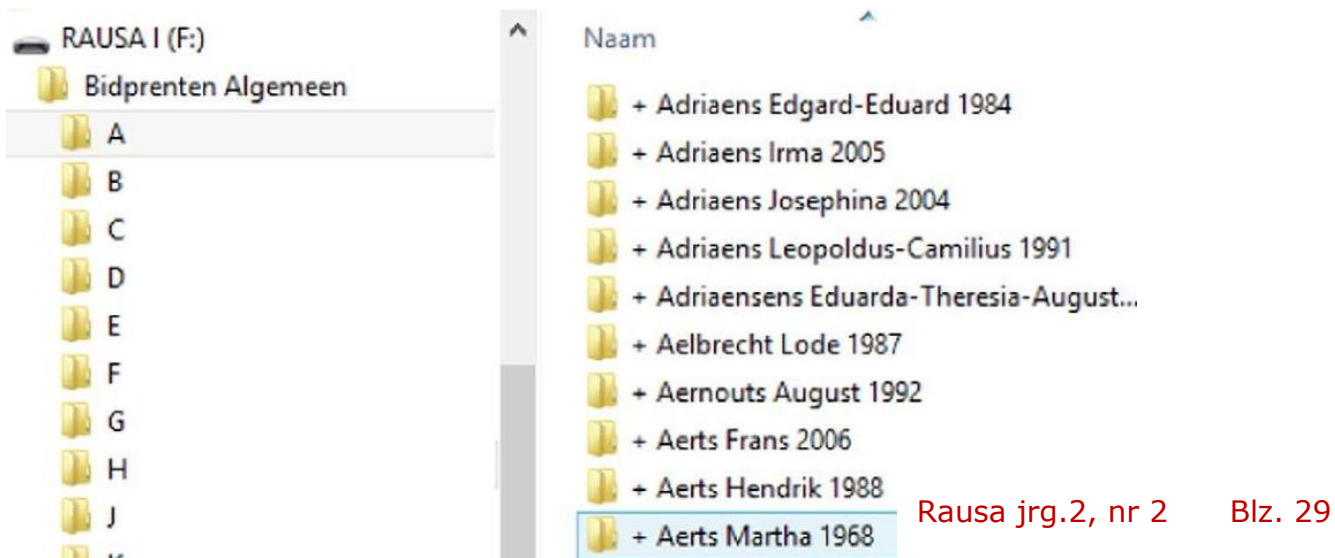 RAUSA I (F:)
Bidprenten Algemeen
A
B
C
D
E
F
G
H
J
Naam
+ Adriaens Edgard-Eduard 1984
+ Adriaens Irma 2005
+ Adriaens Josephina 2004
+ Adriaens Leopoldus-Camilius 1991
+ Adriaensens Eduarda-Theresia-August...
+ Aelbrecht Lode 1987
+ Aernouts August 1992
+ Aerts Frans 2006
+ Aerts Hendrik 1988
+ Aerts Martha 1968
Rausa jrg.2, nr 2 Blz. 29